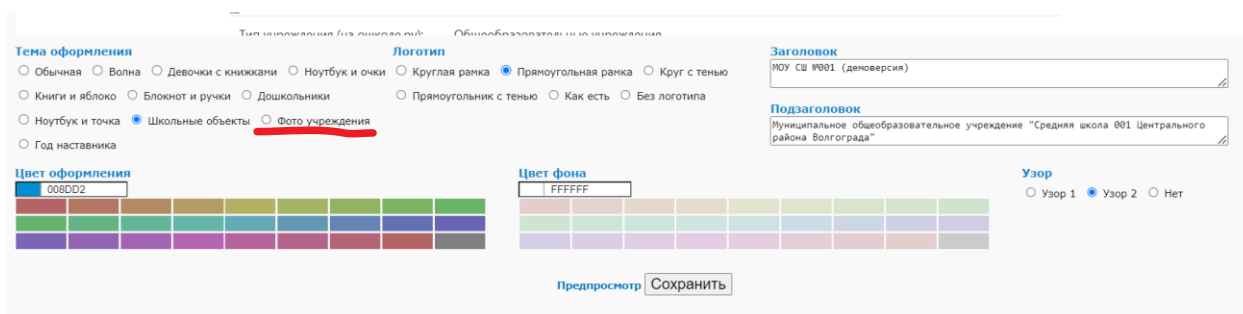 Тип учреждения (на ошколе.ру): Общеобразовательные учреждения
Тема оформления
Обычная Волна Девочки с книжками Ноутбук и очки
Книги и яблоко Блокнот и ручки Дошкольники
Ноутбук и точка Школьные объекты Фото учреждения
Год наставника
Логотип
Круглая рамка Прямоугольная рамка Круг с тенью
Прямоугольник с тенью Как есть Без логотипа
Заголовок
МОУ СШ №001 (демоверсия)
Подзаголовок
Муниципальное общеобразовательное учреждение "Средняя школа 001 Центрального
района Волгограда"
Цвет оформления
008DD2
Цвет фона
FFFFFF
Узор
Узор 1 Узор 2 Нет
Предпросмотр Сохранить